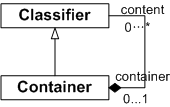 Classifier
content
0...*
container
Container
0...1